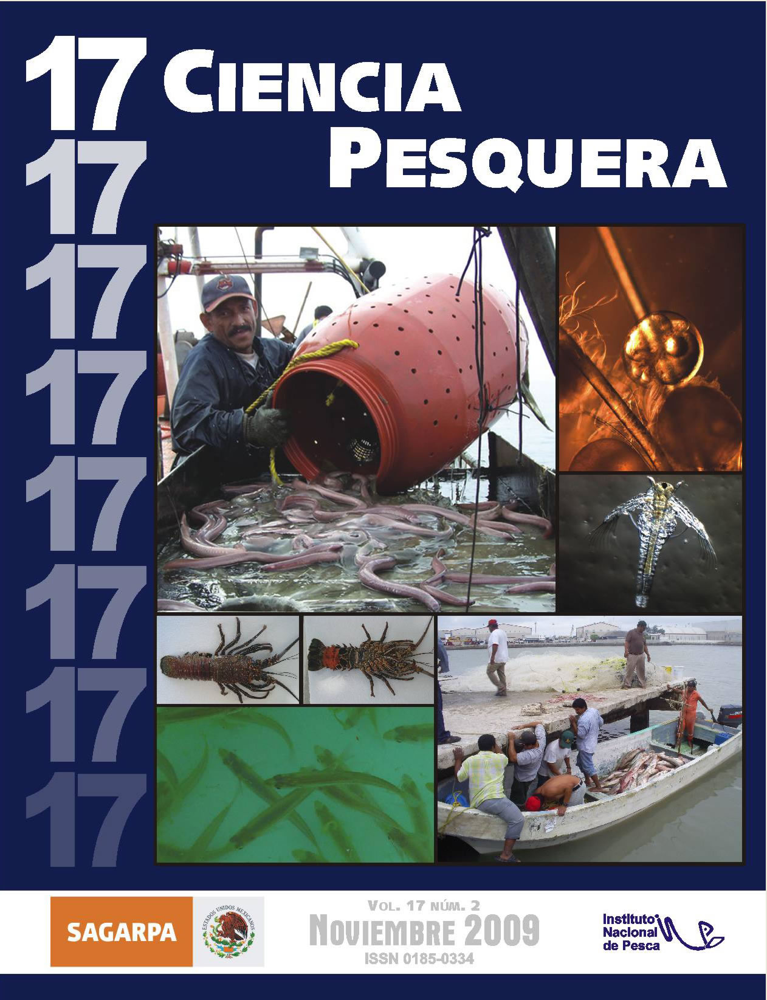 17
CIENCIA
PESQUERA
17
17
17
17
17
17
17
SAGARPA
ESTADOS UNIDOS MEXICANOS
VOL. 17 NÚM. 2
NOVIEMBRE 2009
ISSN 0185-0334
Instituto
Nacional
de Pesca